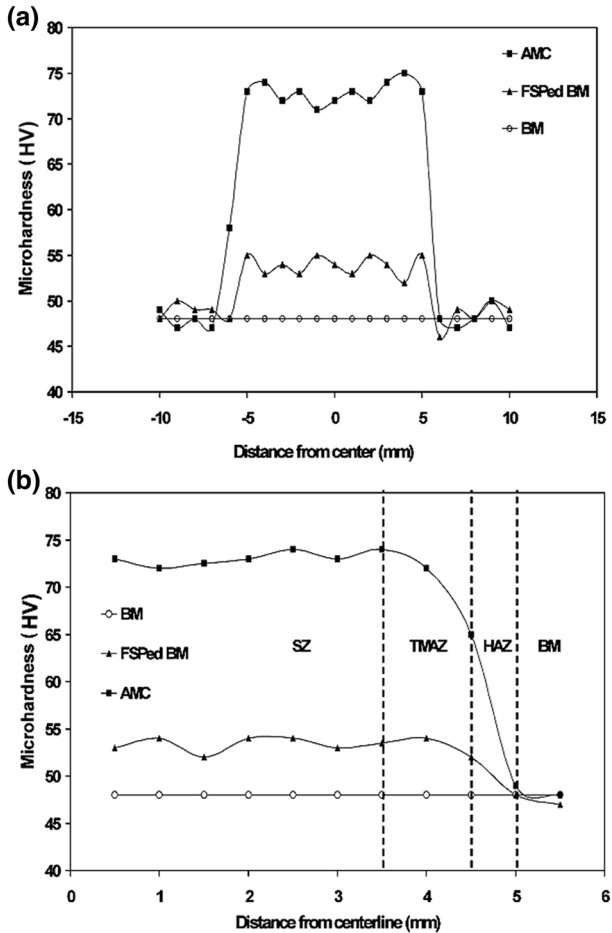 (a)
80
75
70
65
60
55
50
45
40
Microhardness (HV)
AMC
FSPed BM
BM
-15 -10 -5 0 5 10 15
Distance from center (mm)
(b)
80
75
70
65
60
55
50
45
40
Microhardness (HV)
BM
FSPed BM
AMC
SZ TMAZ HAZ BM
0 1 2 3 4 5 6
Distance from centerline (mm)